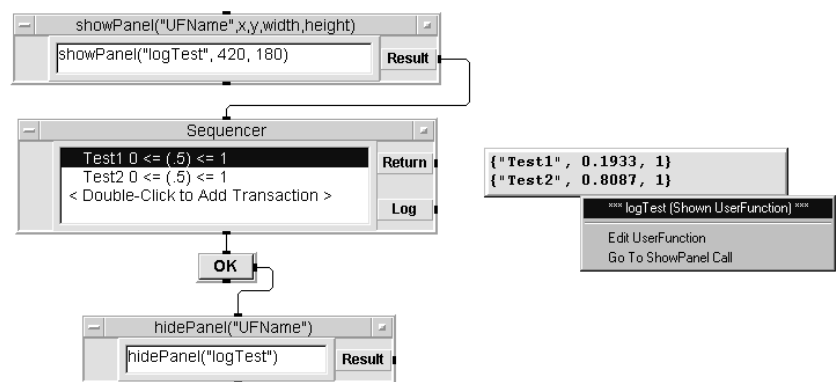 showPanel("UFName",x,y,width,height)
showPanel("logTest", 420, 180)
Result
Sequencer
Test1 0 <= (.5) <= 1
Test2 0 <= (.5) <= 1
< Double-Click to Add Transaction >
Return
Log
OK
hidePanel("UFName")
hidePanel("logTest")
Result
{"Test1", 0.1933, 1}
{"Test2", 0.8087, 1}
*** logTest (Shown UserFunction) ***
Edit UserFunction
Go To ShowPanel Call